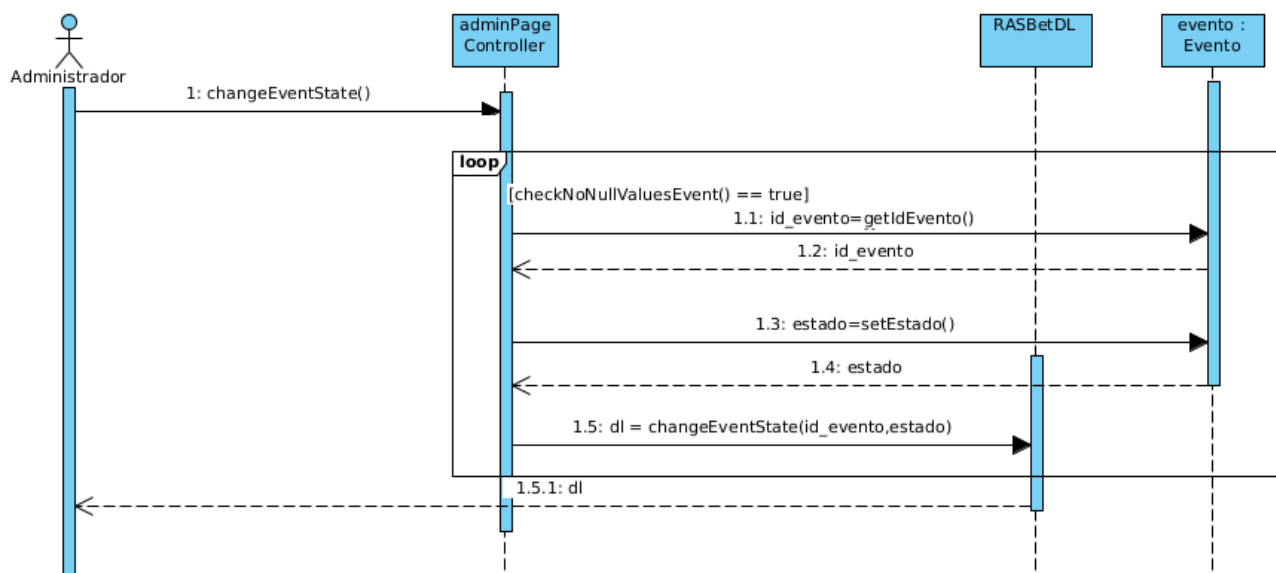 adminPage
Controller
RASBetDL
evento :
Evento
Administrador
1: changeEventState()
loop
[checkNoNullValuesEvent() == true]
1.1: id_evento=getIdEvento()
1.2: id_evento
1.3: estado=setEstado()
1.4: estado
1.5: dl = changeEventState(id_evento,estado)
1.5.1: dl